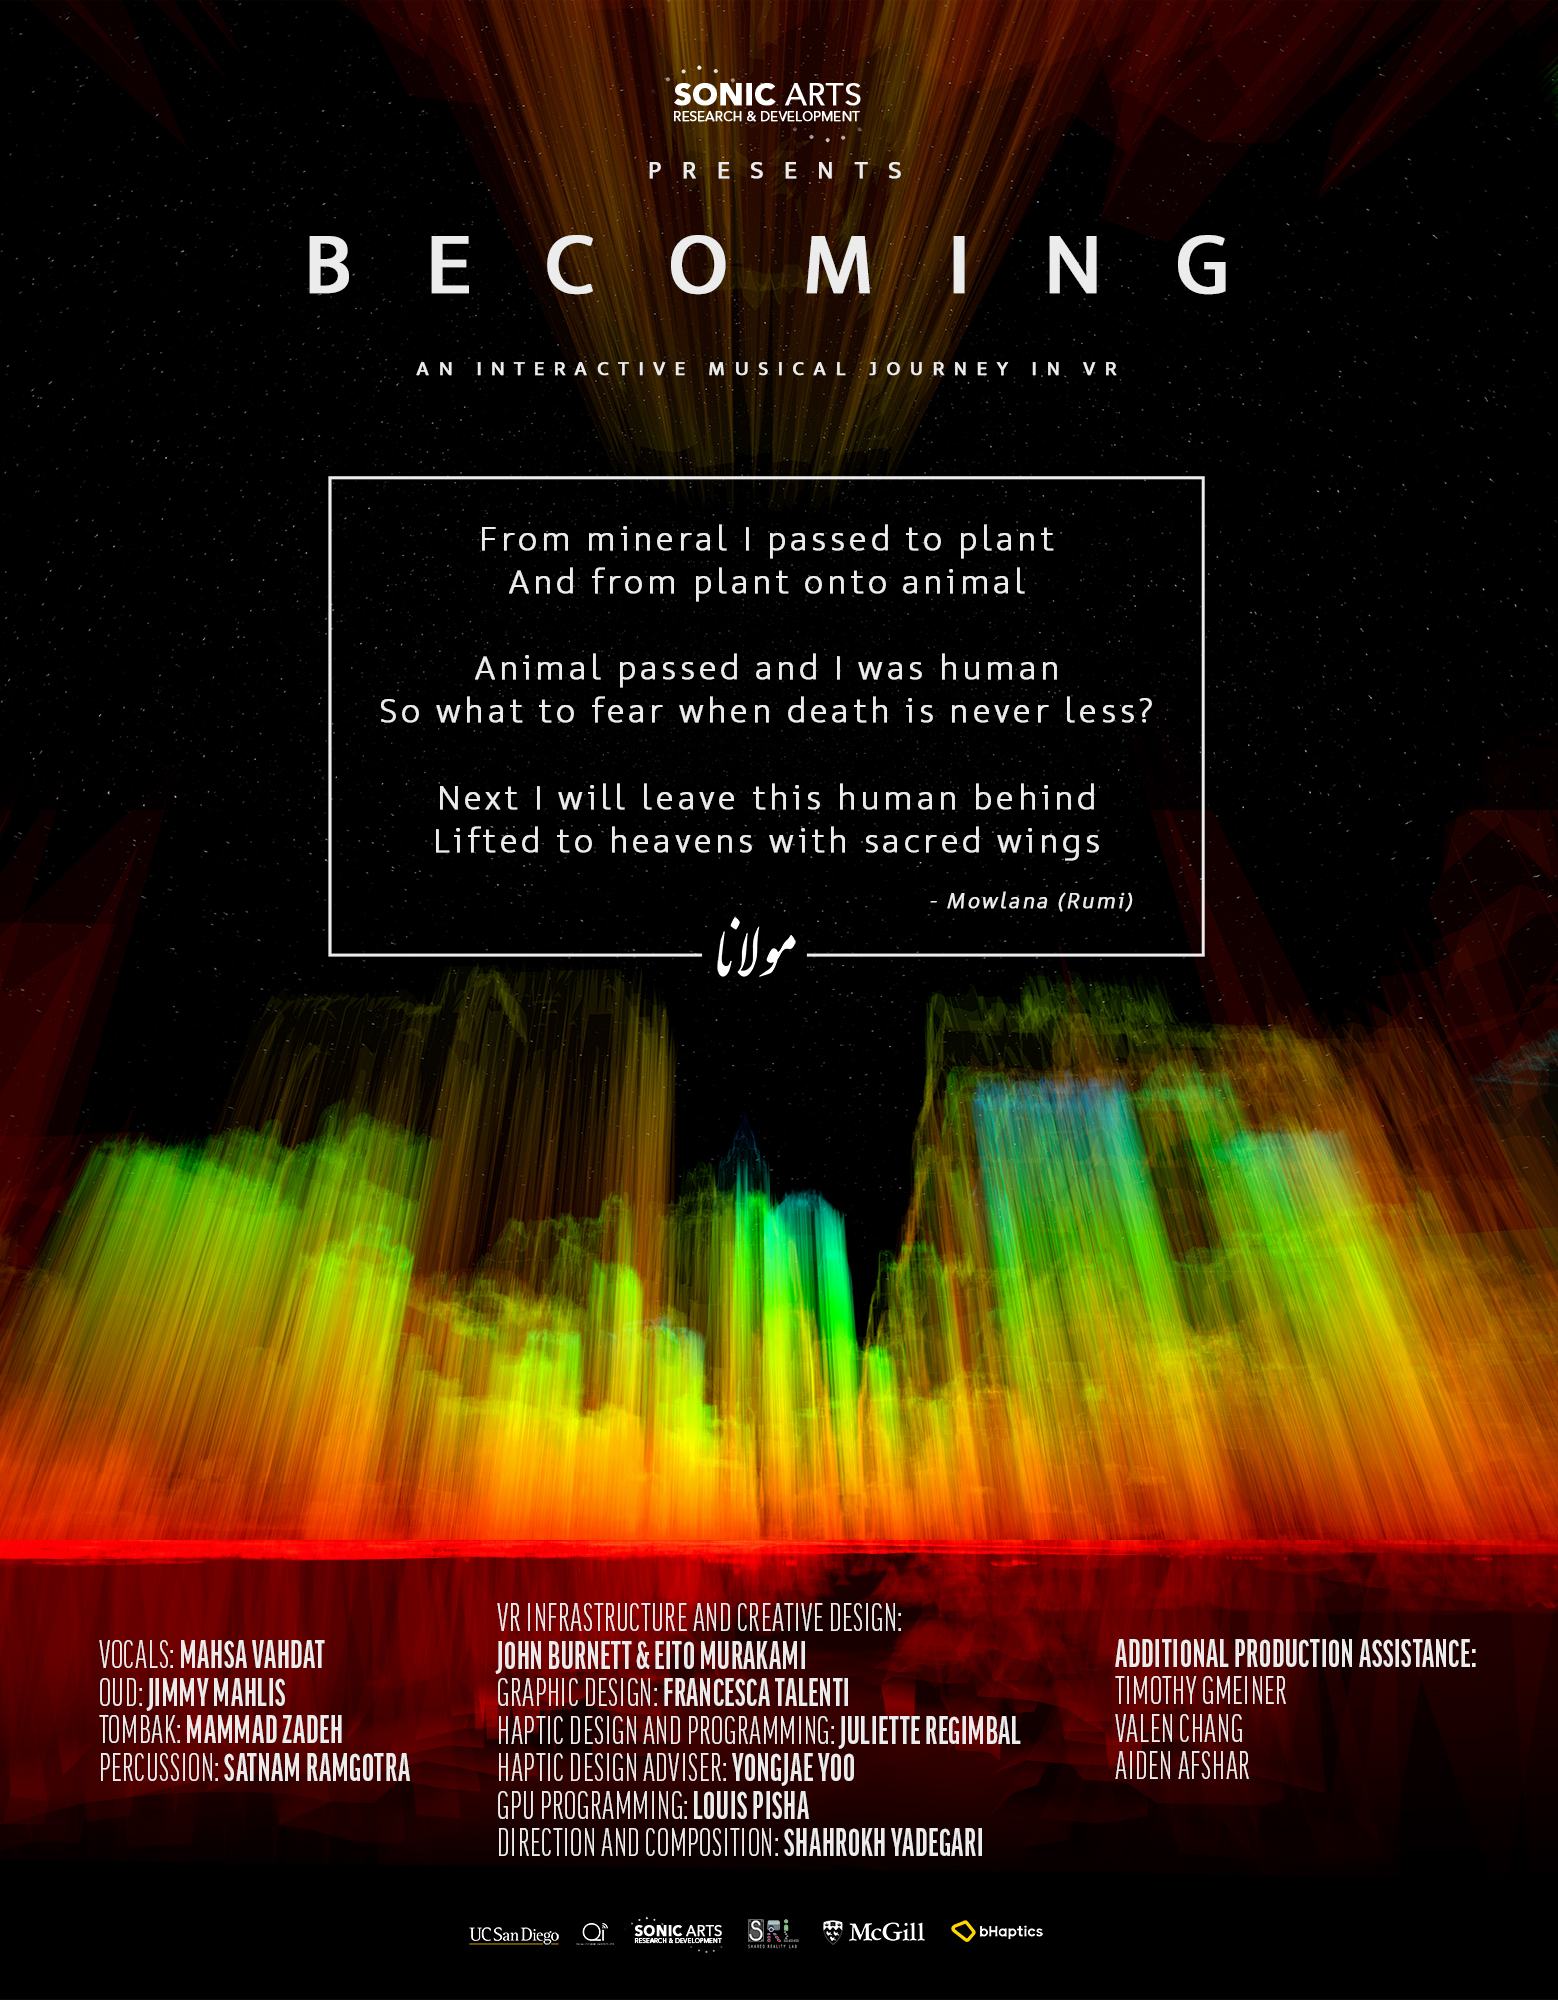 SONIC ARTS
RESEARCH & DEVELOPMENT
PRESENTS
BECOMING
AN INTERACTIVE MUSICAL JOURNEY IN VR
From mineral I passed to plant
And from plant onto animal
Animal passed and I was human
So what to fear when death is never less?
Next I will leave this human behind
Lifted to heavens with sacred wings
- Mowlana (Rumi)
مولانا
VOCALS: MAHSA VAHDAT
OUD: JIMMY MAHLIS
TOMBAK: MAMMAD ZADEH
PERCUSSION: SATNAM RAMGOTRA
VR INFRASTRUCTURE AND CREATIVE DESIGN:
JOHN BURNETT & EITO MURAKAMI
GRAPHIC DESIGN: FRANCESCA TALENTI
HAPTIC DESIGN AND PROGRAMMING: JULIETTE REGIMBAL
HAPTIC DESIGN ADVISER: YONGJAE YOO
GPU PROGRAMMING: LOUIS PISHA
DIRECTION AND COMPOSITION: SHAHROKH YADEGARI
ADDITIONAL PRODUCTION ASSISTANCE:
TIMOTHY GMEINER
VALEN CHANG
AIDEN AFSHAR
UC San Diego
QI
SONIC ARTS
RESEARCH & DEVELOPMENT
SRL
SHARED REALITY LAB
McGill
bHaptics